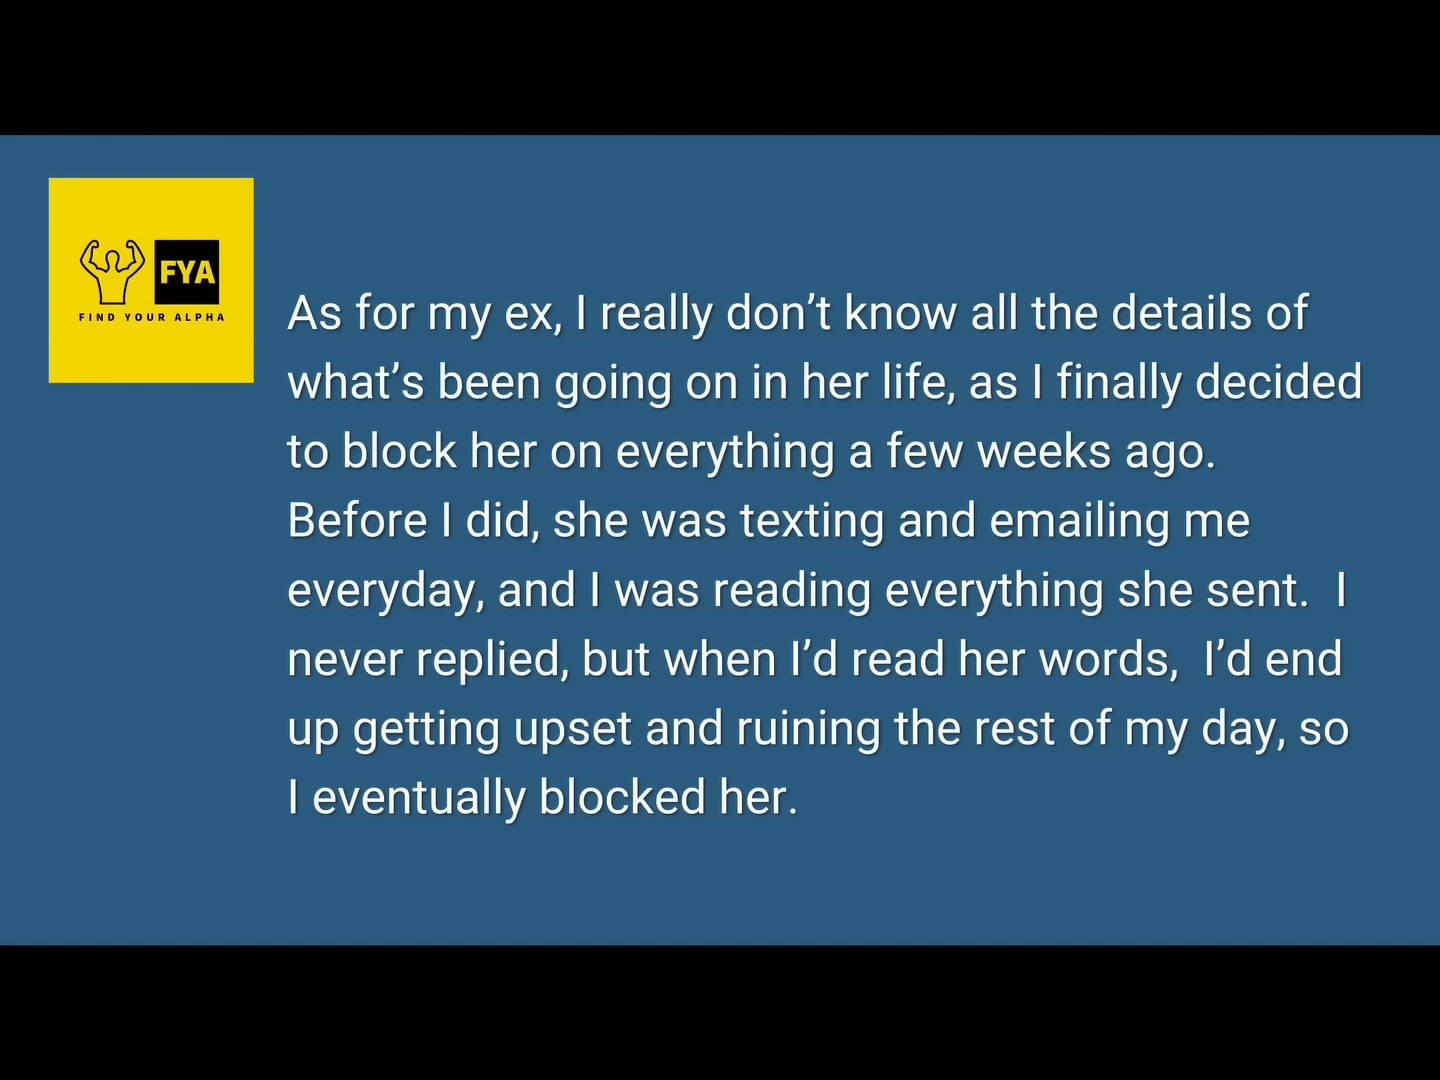 FYA
FIND YOUR ALPHA
As for my ex, I really don’t know all the details of
what’s been going on in her life, as I finally decided
to block her on everything a few weeks ago.
Before I did, she was texting and emailing me
everyday, and I was reading everything she sent.  I
never replied, but when I’d read her words,  I’d end
up getting upset and ruining the rest of my day, so
I eventually blocked her.